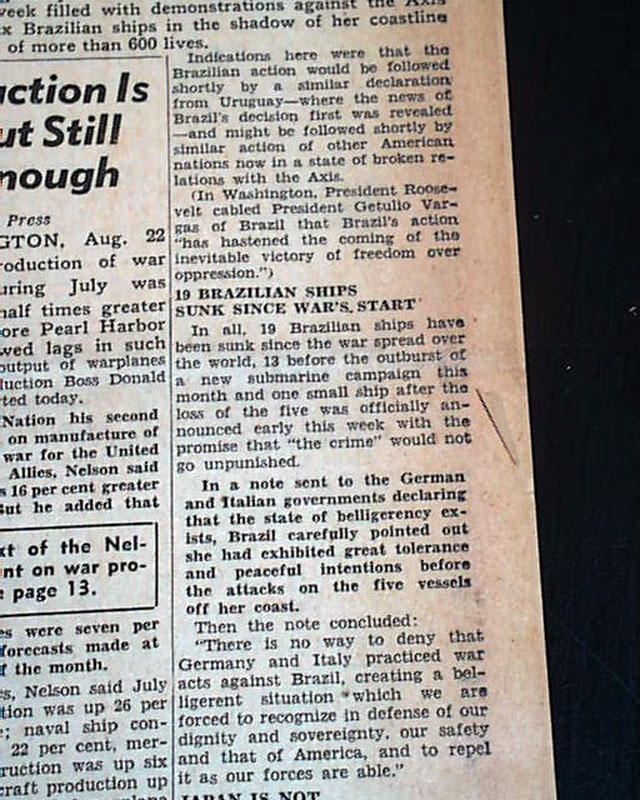 week filled with demonstrations against the Axis
x Brazilian ships in the shadow of her coastline
of more than 600 lives.
ction Is
ut Still
nough
Press
GTON, Aug. 22
roduction of war
uring July was
half times greater
ore Pearl Harbor
wed lags in such
output of warplanes
luction Boss Donald
ted today.
Nation his second
on manufacture of
war for the United
Allies, Nelson said
s 16 per cent greater
But he added that
xt of the Nel-
nt on war pro-
e page 13.
es were seven per
forecasts made at
f the month.
s, Nelson said July
tion was up 26 per
; naval ship con-
22 per cent, mer-
ruction was up six
craft production up
Indications here were that the
Brazilian action would be followed
shortly by a similar declaration
from Uruguay—where the news of
Brazil's decision first was revealed
—and might be followed shortly by
similar action of other American
nations now in a state of broken re-
lations with the Axis.
(In Washington, President Roose-
velt cabled President Getulio Var-
gas of Brazil that Brazil's action
"has hastened the coming of the
inevitable victory of freedom over
oppression.")
19 BRAZILIAN SHIPS
SUNK SINCE WAR'S START
In all, 19 Brazilian ships have
been sunk since the war spread over
the world, 13 before the outburst of
a new submarine campaign this
month and one small ship after the
loss of the five was officially an-
nounced early this week with the
promise that "the crime" would not
go unpunished.
In a note sent to the German
and Italian governments declaring
that the state of belligerency ex-
ists, Brazil carefully pointed out
she had exhibited great tolerance
and peaceful intentions before
the attacks on the five vessels
off her coast.
Then the note concluded:
"There is no way to deny that
Germany and Italy practiced war
acts against Brazil, creating a bel-
ligerent situation which we are
forced to recognize in defense of our
dignity and sovereignty, our safety
and that of America, and to repel
it as our forces are able."
JAPAN IS NOT